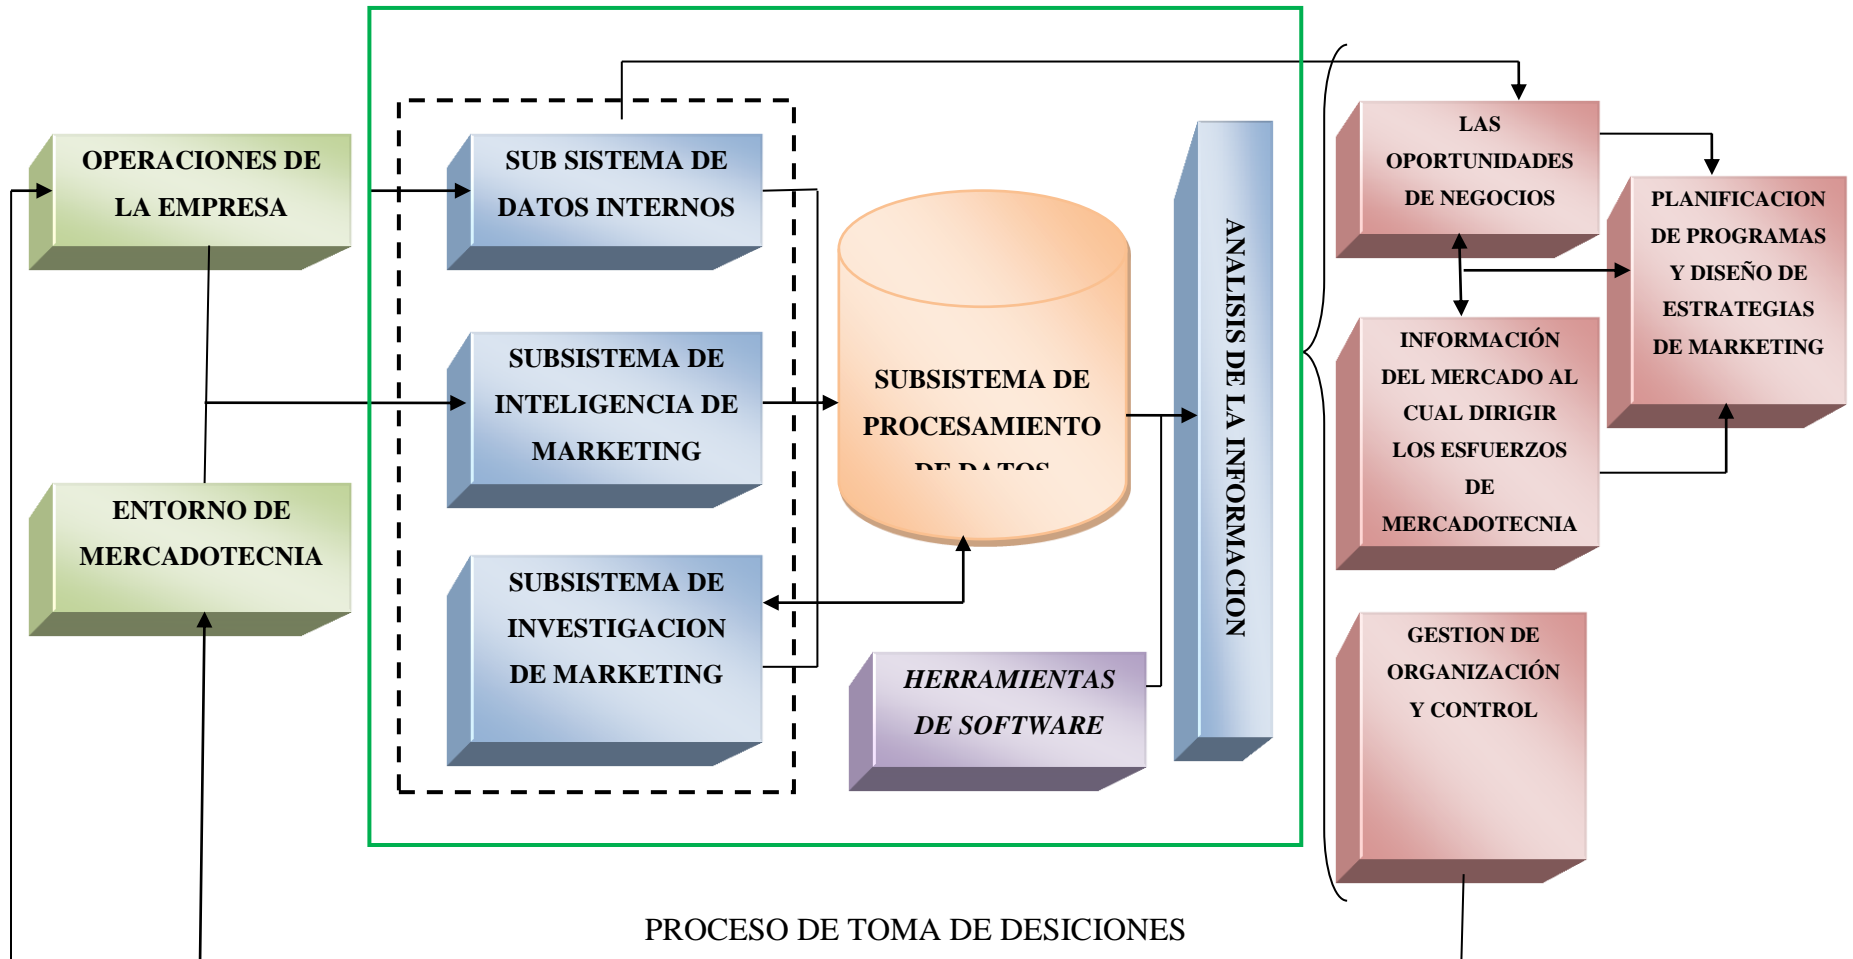 OPERACIONES DE
LA EMPRESA
ENTORNO DE
MERCADOTECNIA
SUB SISTEMA DE
DATOS INTERNOS
SUBSISTEMA DE
INTELIGENCIA DE
MARKETING
SUBSISTEMA DE
INVESTIGACION
DE MARKETING
SUBSISTEMA DE
PROCESAMIENTO
DE DATOS
HERRAMIENTAS
DE SOFTWARE
ANALISIS DE LA INFORMACION
LAS
OPORTUNIDADES
DE NEGOCIOS
PLANIFICACION
DE PROGRAMAS
Y DISEÑO DE
ESTRATEGIAS
DE MARKETING
INFORMACIÓN
DEL MERCADO AL
CUAL DIRIGIR
LOS ESFUERZOS
DE
MERCADOTECNIA
GESTION DE
ORGANIZACIÓN
Y CONTROL
PROCESO DE TOMA DE DESICIONES